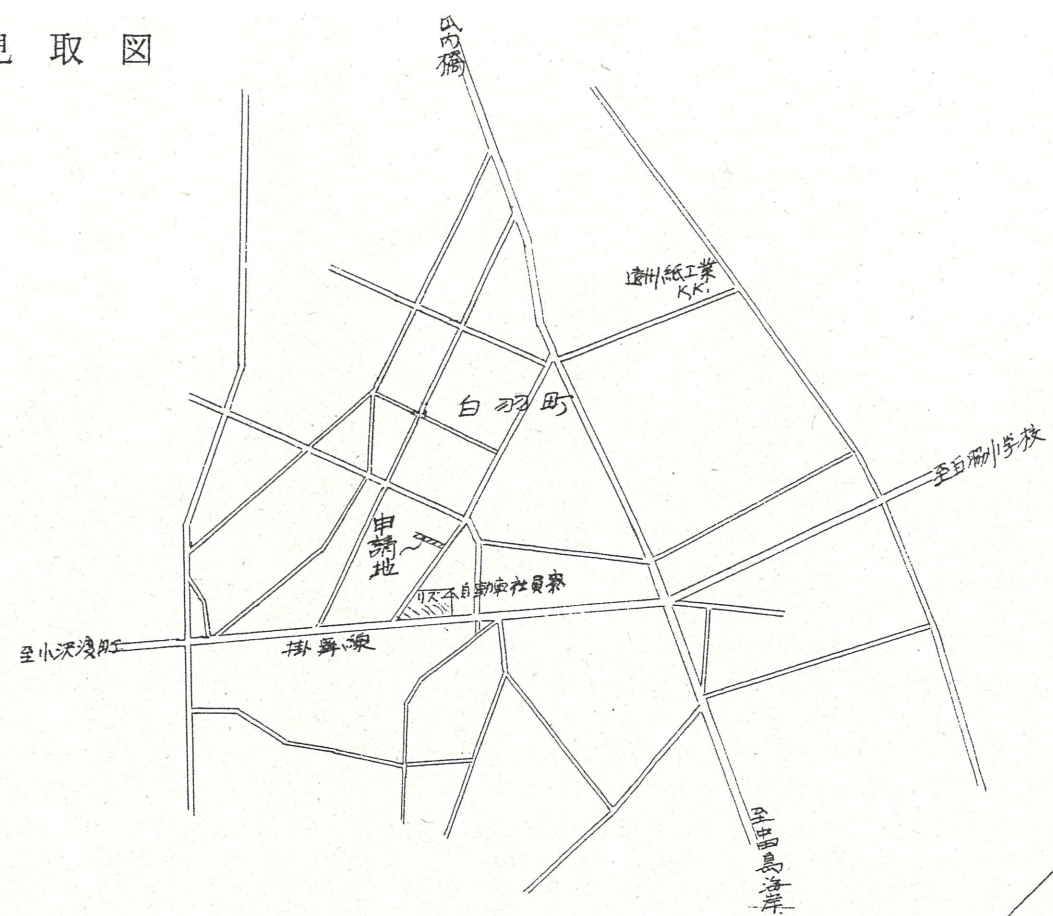 見取図
瓦内橋
遠州紙工業
K.K.
白羽町
至白脇小学校
申請地
リズム自動車社員寮
至小沢渡町
掛舞線
至中田島海岸